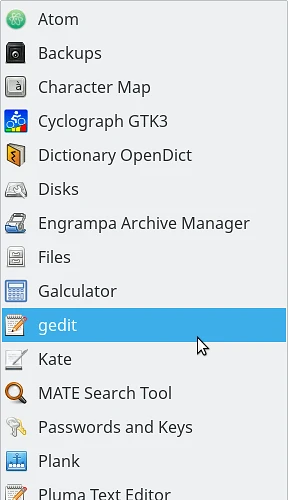 Atom
Backups
Character Map
Cyclograph GTK3
Dictionary OpenDict
Disks
Engrampa Archive Manager
Files
Galculator
gedit
Kate
MATE Search Tool
Passwords and Keys
Plank
Pluma Text Editor